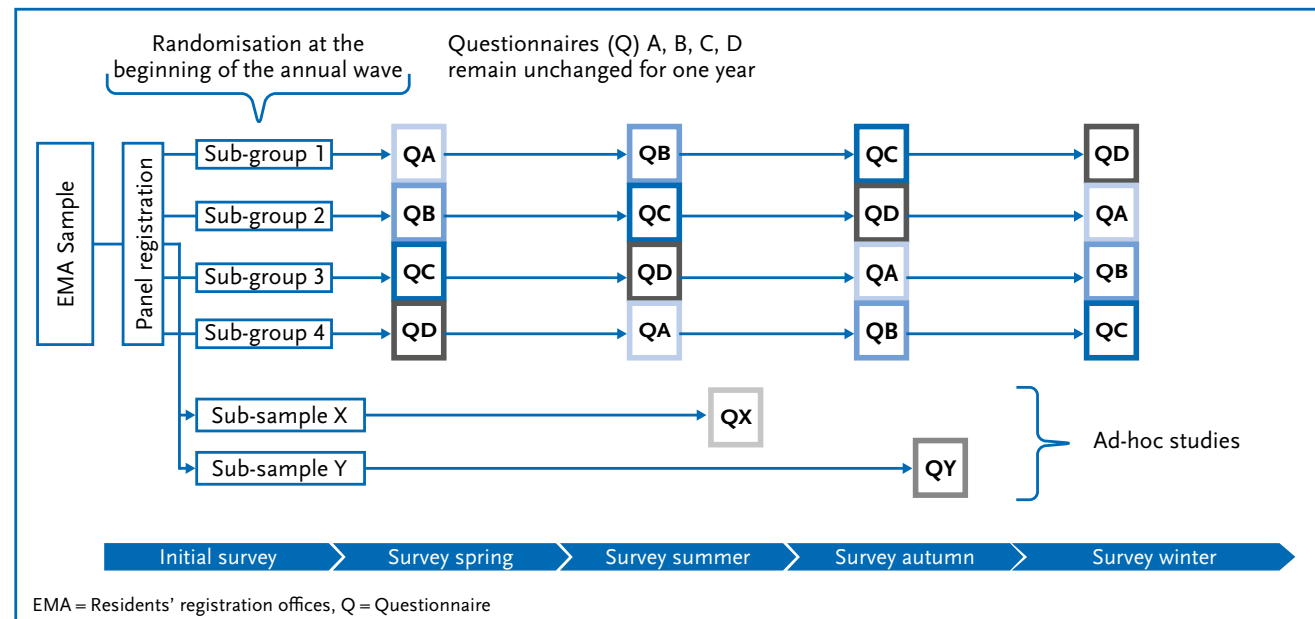 Randomisation at the
beginning of the annual wave
Questionnaires (Q) A, B, C, D
remain unchanged for one year
EMA Sample
Panel registration
Sub-group 1
QA
QB
QC
QD
Sub-group 2
QB
QC
QD
QA
Sub-group 3
QC
QD
QA
QB
Sub-group 4
QD
QA
QB
QC
Sub-sample X
QX
Sub-sample Y
QY
Ad-hoc studies
Initial survey
Survey spring
Survey summer
Survey autumn
Survey winter
EMA = Residents’ registration offices, Q = Questionnaire